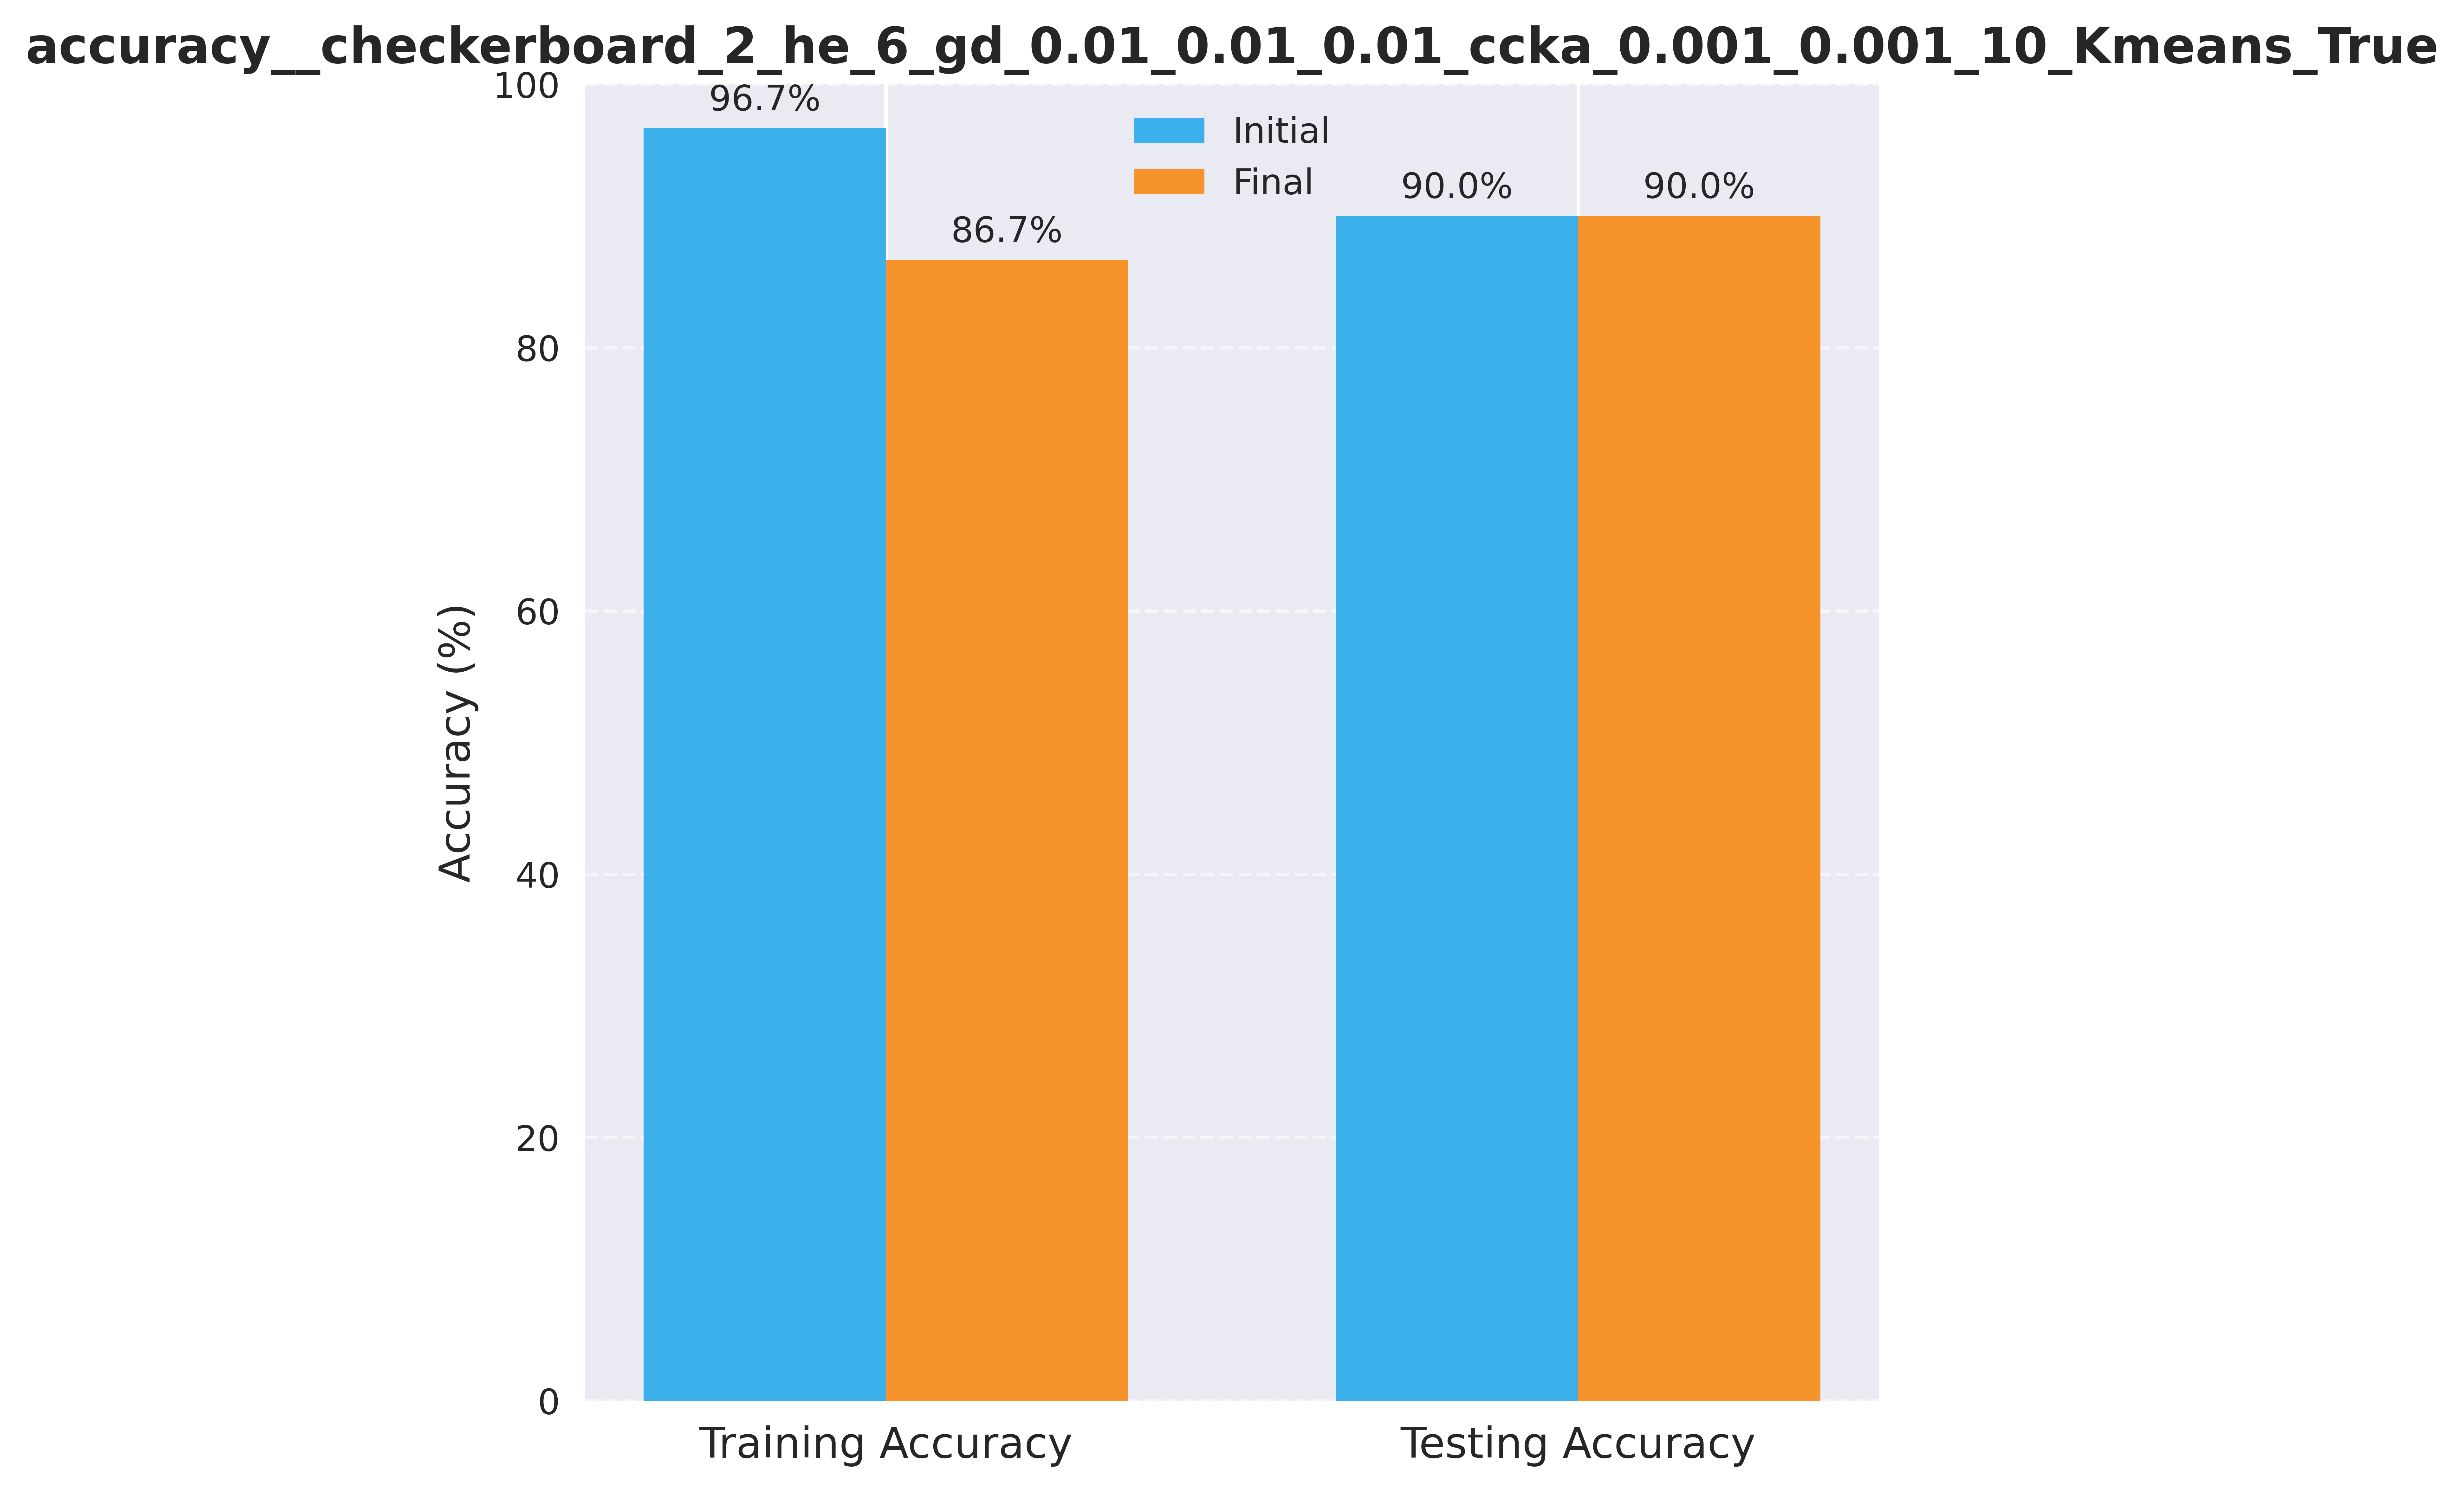 accuracy__checkerboard_2_he_6_gd_0.01_0.01_0.01_ccka_0.001_0.001_10_Kmeans_True
100
96.7%
Initial
Final
90.0%
90.0%
86.7%
80
60
Accuracy (%)
40
20
0
Training Accuracy
Testing Accuracy